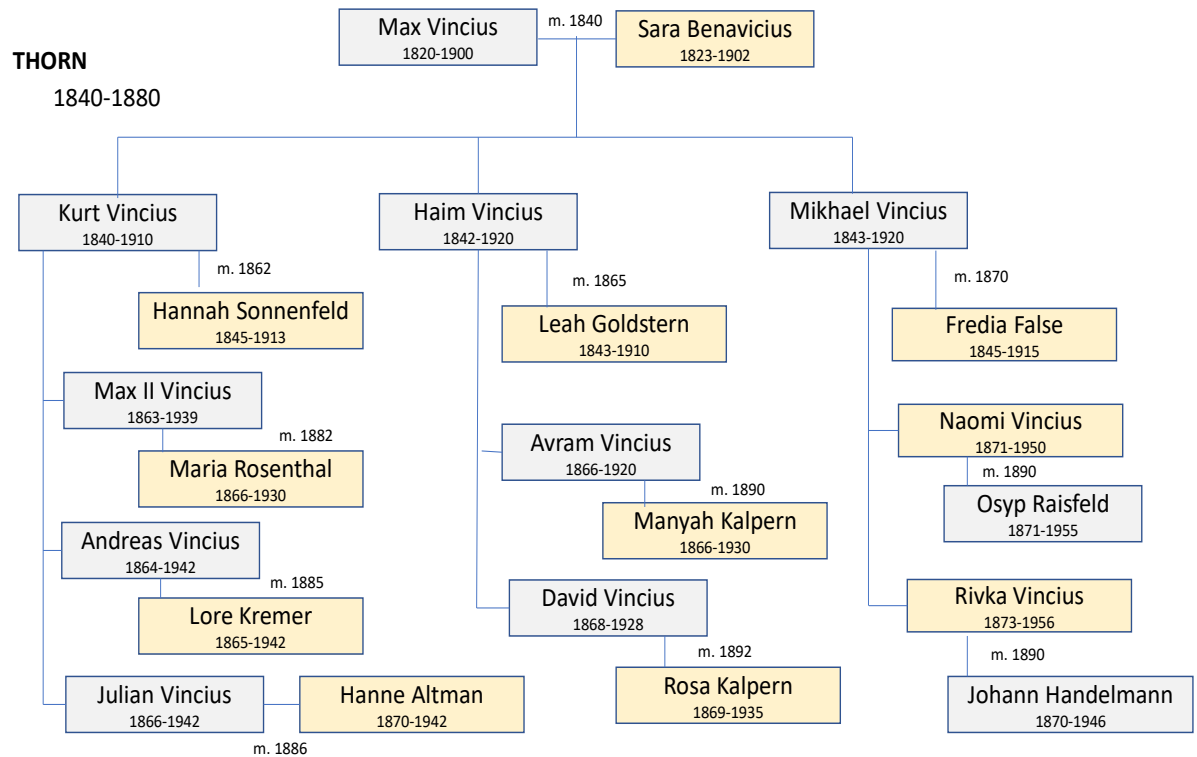 Max Vincius
1820-1900
m. 1840
Sara Benavicius
1823-1902
THORN
1840-1880
Kurt Vincius
1840-1910
Haim Vincius
1842-1920
Mikhael Vincius
1843-1920
m. 1862
Hannah Sonnenfeld
1845-1913
m. 1865
Leah Goldstern
1843-1910
m. 1870
Fredia False
1845-1915
Max II Vincius
1863-1939
m. 1882
Maria Rosenthal
1866-1930
Avram Vincius
1866-1920
m. 1890
Manyah Kalpern
1866-1930
Naomi Vincius
1871-1950
m. 1890
Osyp Raisfeld
1871-1955
Andreas Vincius
1864-1942
m. 1885
Lore Kremer
1865-1942
David Vincius
1868-1928
m. 1892
Rosa Kalpern
1869-1935
Rivka Vincius
1873-1956
m. 1890
Johann Handelmann
1870-1946
Julian Vincius
1866-1942
Hanne Altman
1870-1942
m. 1886